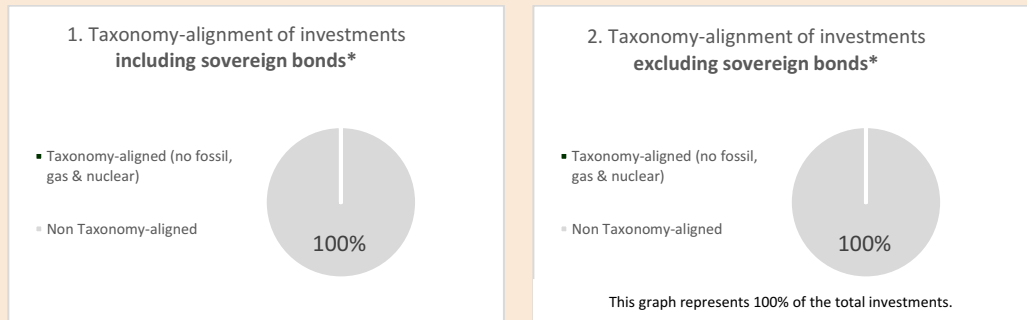 1. Taxonomy-alignment of investments
including sovereign bonds*
Taxonomy-aligned (no fossil,
gas & nuclear)
Non Taxonomy-aligned
100%
2. Taxonomy-alignment of investments
excluding sovereign bonds*
Taxonomy-aligned (no fossil,
gas & nuclear)
Non Taxonomy-aligned
100%
This graph represents 100% of the total investments.